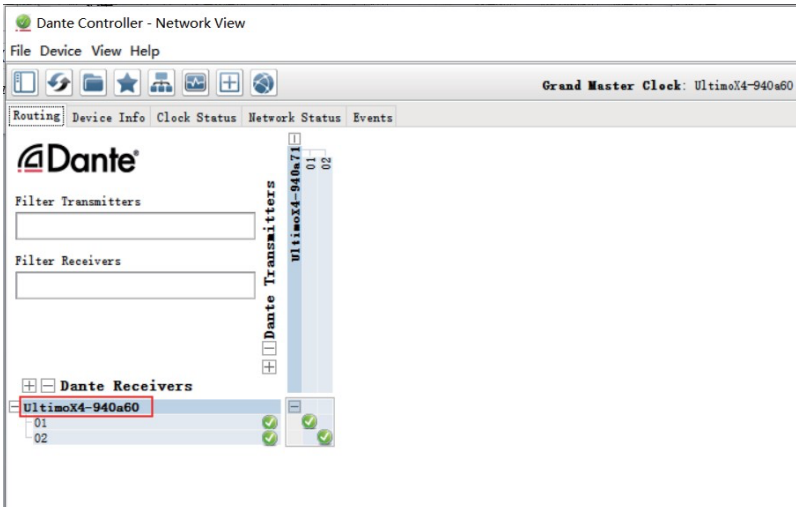 Dante Controller - Network View
File Device View Help
Grand Master Clock: UltimoX4-940a60
Routing Device Info Clock Status Network Status Events
Dante
Filter Transmitters
Filter Receivers
Dante Transmitters
UltimoX4-940a71
01
02
Dante Receivers
UltimoX4-940a60
01
02